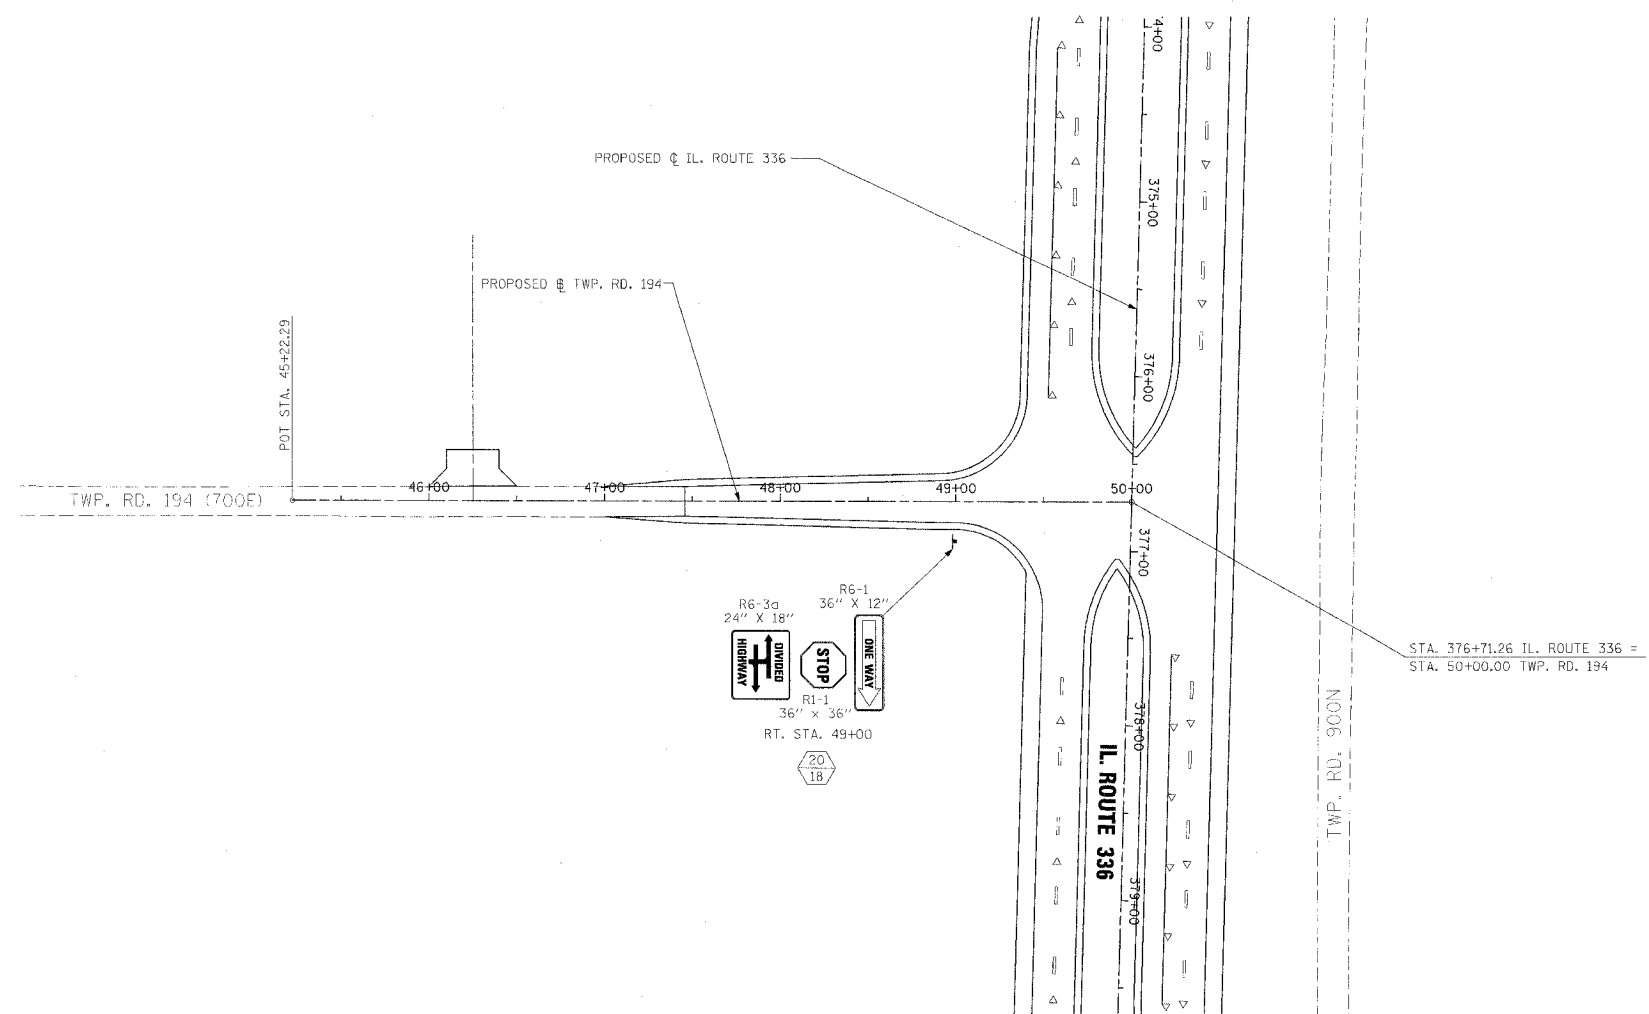 4+00
PROPOSED ℄ IL. ROUTE 336
375+00
PROPOSED ℄ TWP. RD. 194
POT STA. 45+22.29
376+00
TWP. RD. 194 (700E)
46+00
47+00
48+00
49+00
50+00
377+00
R6-1
36" X 12"
R6-3a
24" X 18"
DIVIDED
HIGHWAY
STOP
ONE WAY
R1-1
36" x 36"
RT. STA. 49+00
20
18
STA. 376+71.26 IL. ROUTE 336 =
STA. 50+00.00 TWP. RD. 194
TWP. RD. 900N
378+00
IL. ROUTE 336
379+00